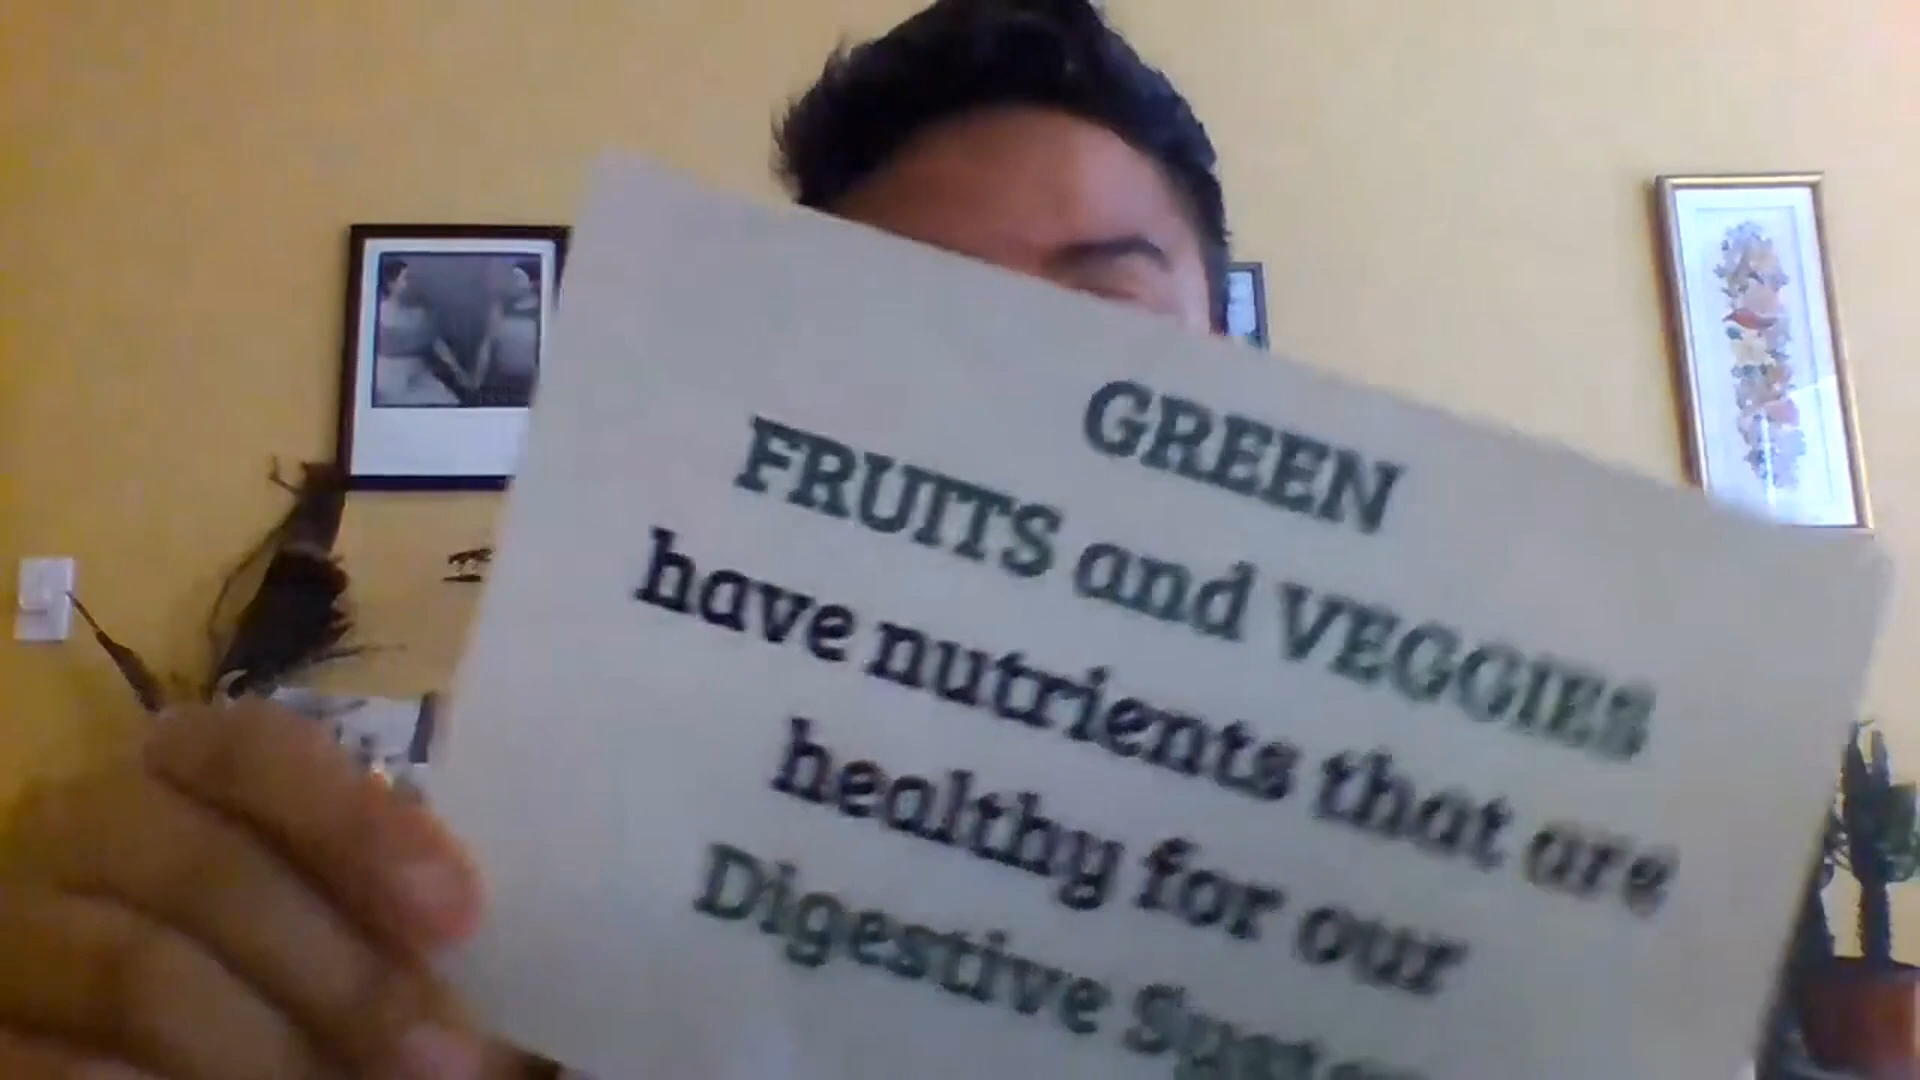 GREEN
FRUITS and VEGGIES
have nutrients that are
healthy for our
Digestive